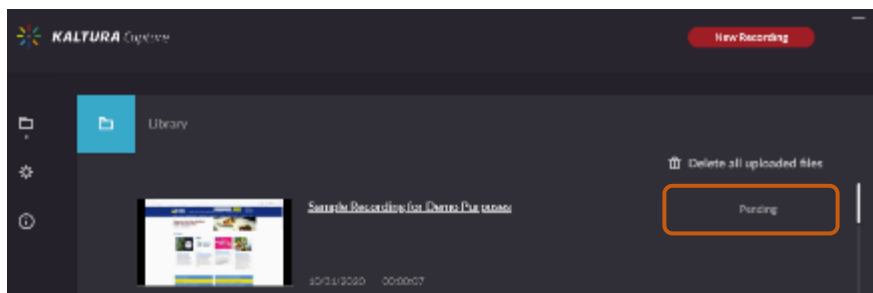 KALTURA Capture
New Recording
Library
Delete all uploaded files
Sample Recording for Demo Purposes
Pending
10/31/2020 00:00:07